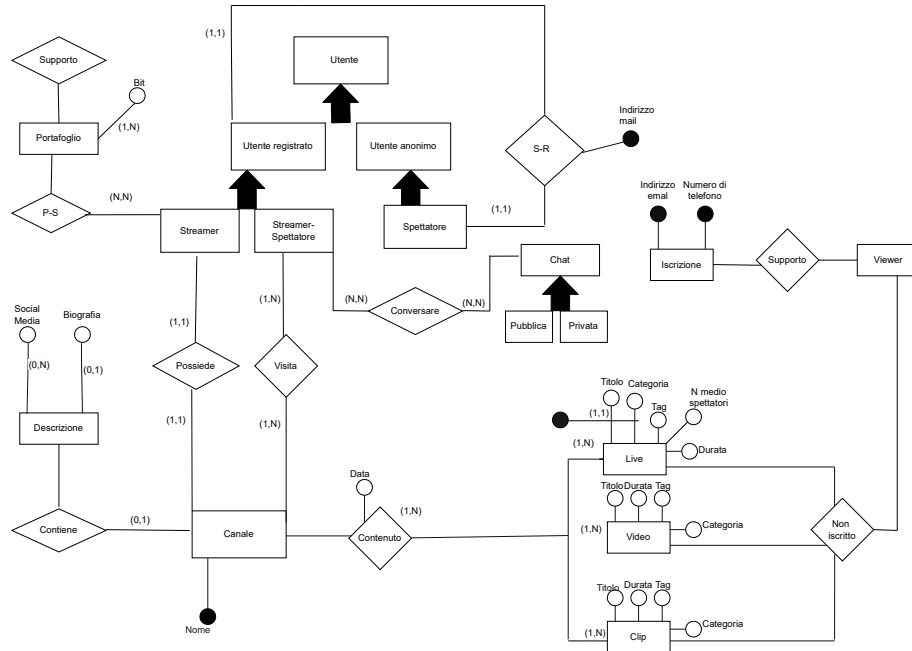 Supporto
Bit
(1,N)
Portafoglio
P-S
(N,N)
(1,1)
Utente
Utente registrato
Utente anonimo
S-R
Indirizzo
mail
(1,1)
Streamer
Streamer-
Spettatore
Spettatore
Indirizzo
emal
Numero di
telefono
Iscrizione
Supporto
Viewer
Chat
Pubblica
Privata
(N,N)
Conversare
(N,N)
(1,N)
(1,1)
Possiede
Visita
(1,1)
(1,N)
Social
Media
Biografia
(0,N)
(0,1)
Descrizione
Contiene
(0,1)
Canale
Nome
Data
(1,N)
Contenuto
Titolo
Categoria
N medio
spettatori
(1,1)
Tag
(1,N)
Live
Durata
Titolo
Durata
Tag
(1,N)
Video
Categoria
Non
iscritto
Titolo
Durata
Tag
(1,N)
Clip
Categoria